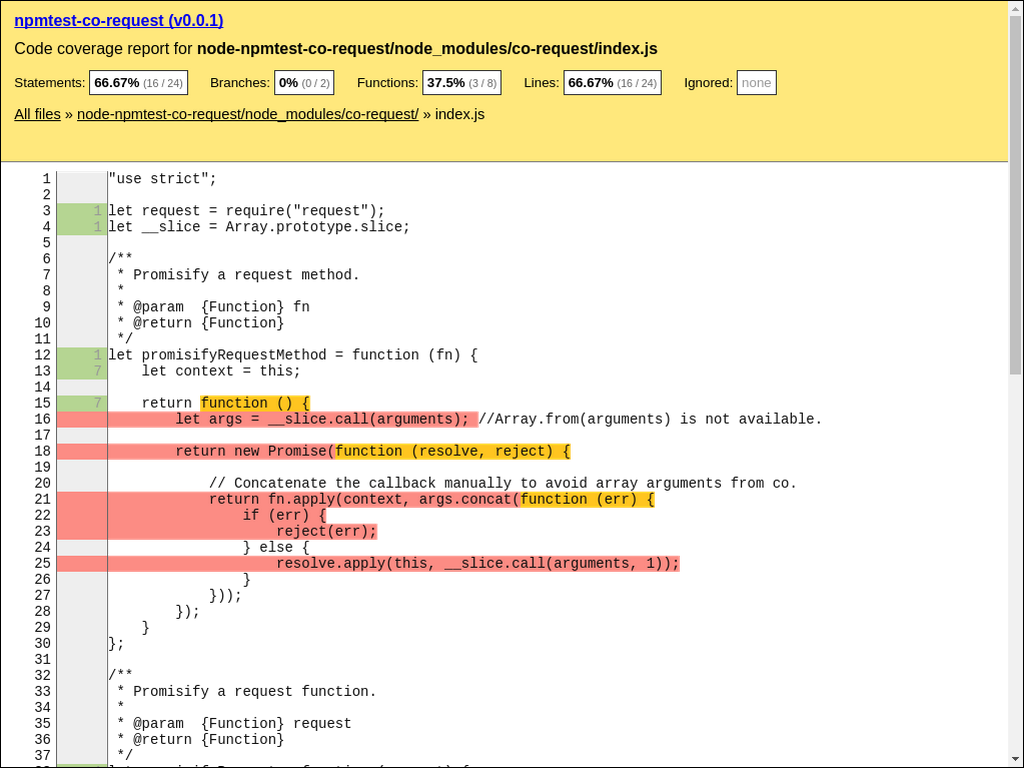 npmtest-co-request (v0.0.1)
Code coverage report for node-npmtest-co-request/node_modules/co-request/index.js
Statements: 66.67% (16 / 24) Branches: 0% (0 / 2) Functions: 37.5% (3 / 8) Lines: 66.67% (16 / 24) Ignored: none
All files » node-npmtest-co-request/node_modules/co-request/ » index.js
1 "use strict";
2
3 1 let request = require("request");
4 1 let __slice = Array.prototype.slice;
5
6 /**
7 * Promisify a request method.
8 *
9 * @param  {Function} fn
10 * @return {Function}
11 */
12 1 let promisifyRequestMethod = function (fn) {
13 7 let context = this;
14
15 7 return function () {
16 let args = __slice.call(arguments); //Array.from(arguments) is not available.
17
18 return new Promise(function (resolve, reject) {
19
20 // Concatenate the callback manually to avoid array arguments from co.
21 return fn.apply(context, args.concat(function (err) {
22 if (err) {
23 reject(err);
24 } else {
25 resolve.apply(this, __slice.call(arguments, 1));
26 }
27 }));
28 });
29 }
30 };
31
32 /**
33 * Promisify a request function.
34 *
35 * @param  {Function} request
36 * @return {Function}
37 */